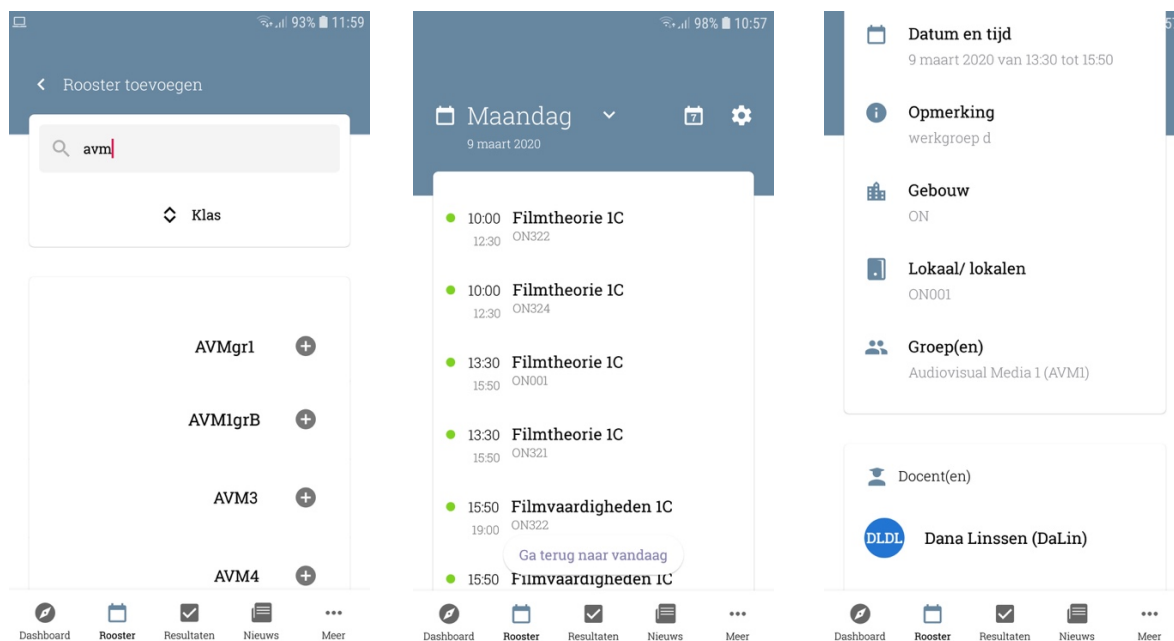 93% 11:59
Rooster toevoegen
avm
Klas
AVMgr1
AVM1grB
AVM3
AVM4
Dashboard Rooster Resultaten Nieuws Meer
98% 10:57
Maandag
7
9 maart 2020
10:00 Filmtheorie 1C
12:30 ON322
10:00 Filmtheorie 1C
12:30 ON324
13:30 Filmtheorie 1C
15:50 ON001
13:30 Filmtheorie 1C
15:50 ON321
15:50 Filmvaardigheden 1C
19:00 ON322
Ga terug naar vandaag
15:50 Filmvaardigheden 1C
Dashboard Rooster Resultaten Nieuws Meer
Datum en tijd
9 maart 2020 van 13:30 tot 15:50
Opmerking
werkgroep d
Gebouw
ON
Lokaal/ lokalen
ON001
Groep(en)
Audiovisual Media 1 (AVM1)
Docent(en)
DLDL Dana Linssen (DaLin)
Dashboard Rooster Resultaten Nieuws Meer